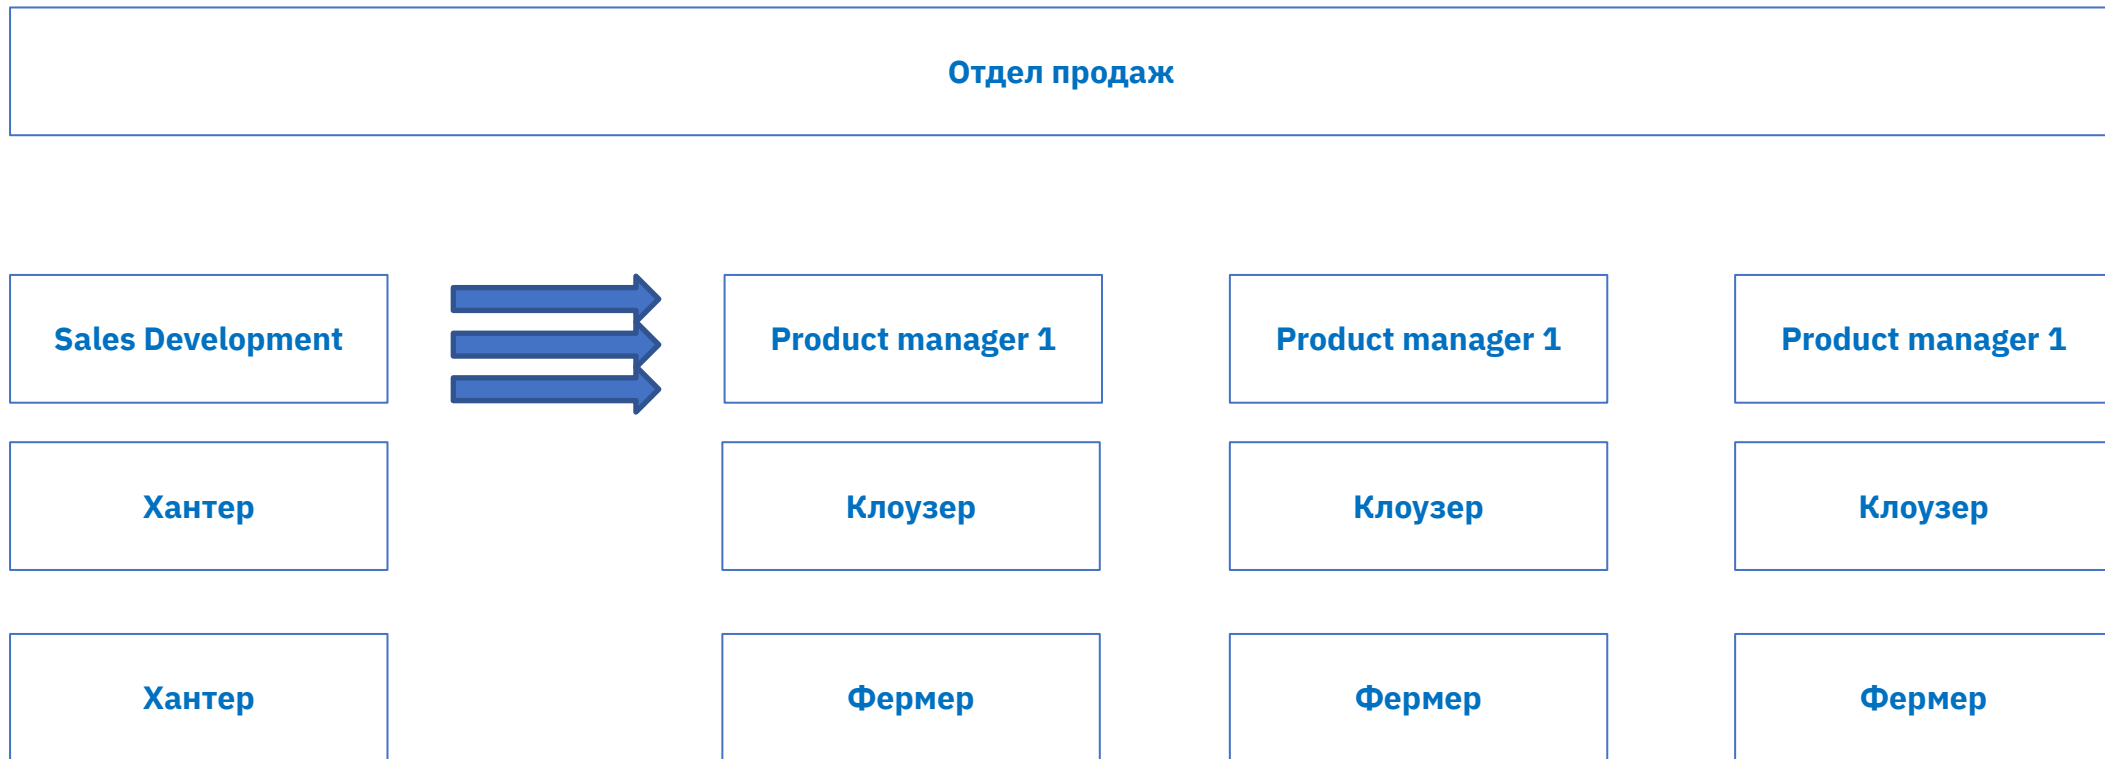 Отдел продаж
Sales Development
Product manager 1
Product manager 1
Product manager 1
Хантер
Клоузер
Клоузер
Клоузер
Хантер
Фермер
Фермер
Фермер